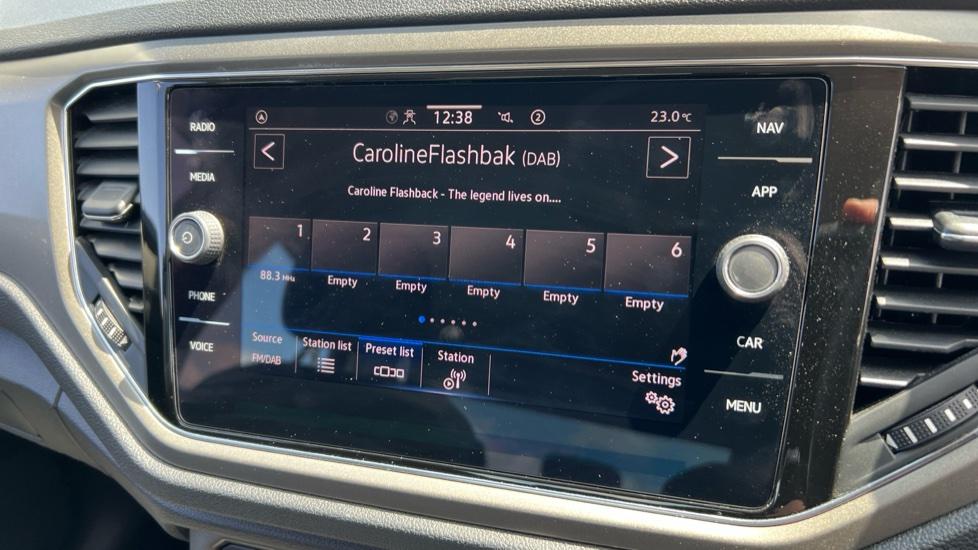 RADIO
MEDIA
PHONE
VOICE
12:38
2
23.0 °C
<
CarolineFlashbak (DAB)
>
Caroline Flashback - The legend lives on....
1 2 3 4 5 6
88.3 MHz Empty Empty Empty Empty Empty
Source Station list Preset list Station Settings
FM/DAB
NAV
APP
CAR
MENU